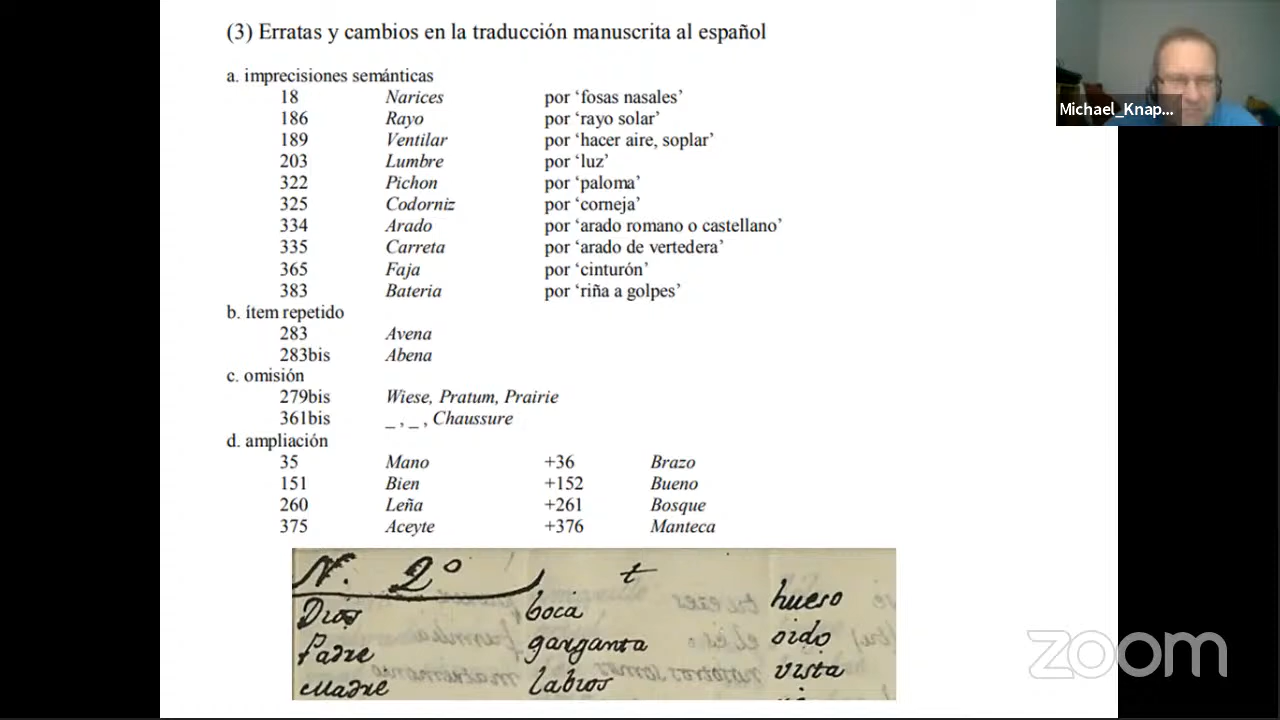 (3) Erratas y cambios en la traducción manuscrita al español
a. imprecisiones semánticas
18 Narices por ‘fosas nasales’
186 Rayo por ‘rayo solar’
189 Ventilar por ‘hacer aire, soplar’
203 Lumbre por ‘luz’
322 Pichon por ‘paloma’
325 Codorniz por ‘corneja’
334 Arado por ‘arado romano o castellano’
335 Carreta por ‘arado de vertedera’
365 Faja por ‘cinturón’
383 Bateria por ‘riña a golpes’
b. ítem repetido
283 Avena
283bis Abena
c. omisión
279bis Wiese, Pratum, Prairie
361bis _ , _ , Chaussure
d. ampliación
35 Mano +36 Brazo
151 Bien +152 Bueno
260 Leña +261 Bosque
375 Aceyte +376 Manteca
N. 2º t
Dios boca hueso
Padre garganta oido
Madre labios vista
Michael_Knap...
zoom